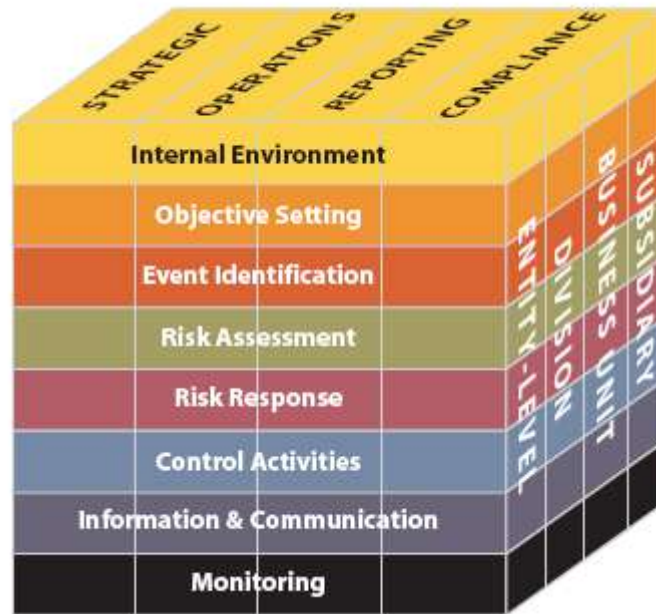 STRATEGIC
OPERATIONS
REPORTING
COMPLIANCE
Internal Environment
Objective Setting
Event Identification
Risk Assessment
Risk Response
Control Activities
Information & Communication
Monitoring
ENTITY-LEVEL
DIVISION
BUSINESS UNIT
SUBSIDIARY